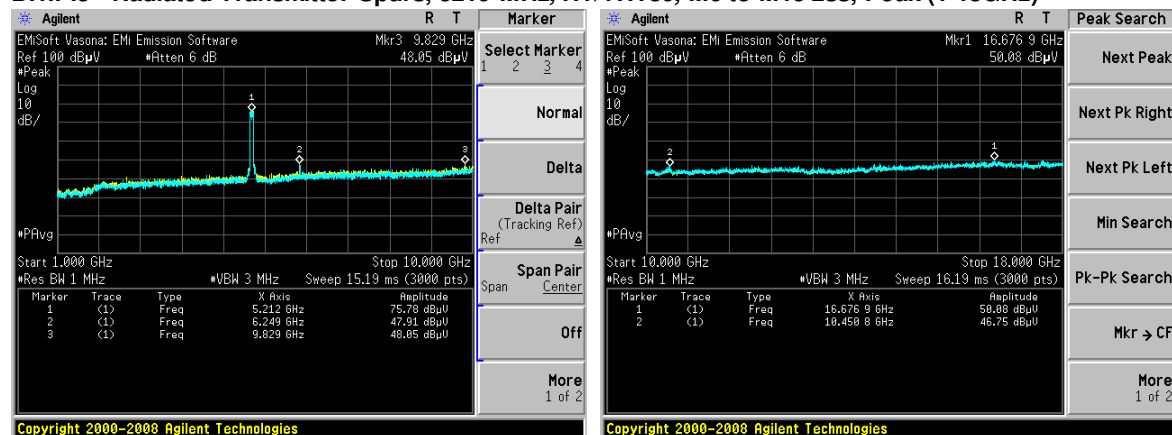 Agilent R T Marker
EMiSoft Vasona: EMi Emission Software Mkr3 9.829 GHz
Ref 100 dBµV #Atten 6 dB 48.05 dBµV
#Peak
Log
10
dB/
1
2
3
#PAvg
Start 1.000 GHz Stop 10.000 GHz
#Res BW 1 MHz #VBW 3 MHz Sweep 15.19 ms (3000 pts)
Marker Trace Type X Axis Amplitude
1 (1) Freq 5.212 GHz 75.78 dBµV
2 (1) Freq 6.249 GHz 47.91 dBµV
3 (1) Freq 9.829 GHz 48.05 dBµV
Select Marker
1 2 3 4
Normal
Delta
Delta Pair
(Tracking Ref)
Ref Δ
Span Pair
Span Center
Off
More
1 of 2
Copyright 2000-2008 Agilent Technologies
Agilent R T Peak Search
EMiSoft Vasona: EMi Emission Software Mkr1 16.676 9 GHz
Ref 100 dBµV #Atten 6 dB 50.08 dBµV
#Peak
Log
10
dB/
2
1
#PAvg
Start 10.000 GHz Stop 18.000 GHz
#Res BW 1 MHz #VBW 3 MHz Sweep 16.19 ms (3000 pts)
Marker Trace Type X Axis Amplitude
1 (1) Freq 16.676 9 GHz 50.08 dBµV
2 (1) Freq 10.450 8 GHz 46.75 dBµV
Next Peak
Next Pk Right
Next Pk Left
Min Search
Pk-Pk Search
Mkr → CF
More
1 of 2
Copyright 2000-2008 Agilent Technologies